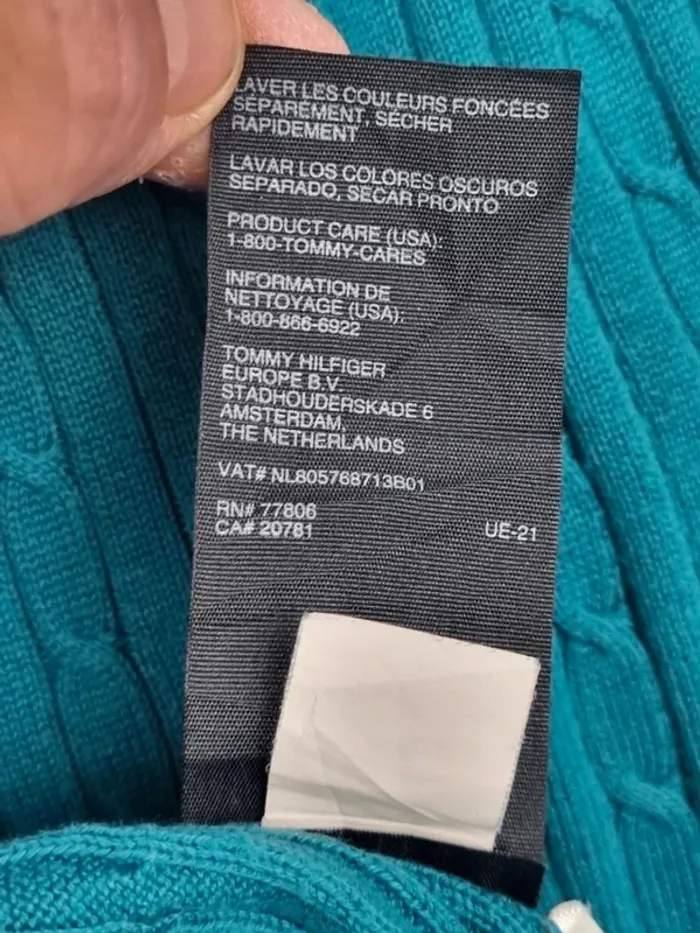 LAVER LES COULEURS FONCÉES
SÉPARÉMENT, SÉCHER
RAPIDEMENT
LAVAR LOS COLORES OSCUROS
SEPARADO, SECAR PRONTO
PRODUCT CARE (USA):
1-800-TOMMY-CARES
INFORMATION DE
NETTOYAGE (USA):
1-800-866-6922
TOMMY HILFIGER
EUROPE B.V.
STADHOUDERSKADE 6
AMSTERDAM,
THE NETHERLANDS
VAT# NL805768713B01
RN# 77806
CA# 20781 UE-21